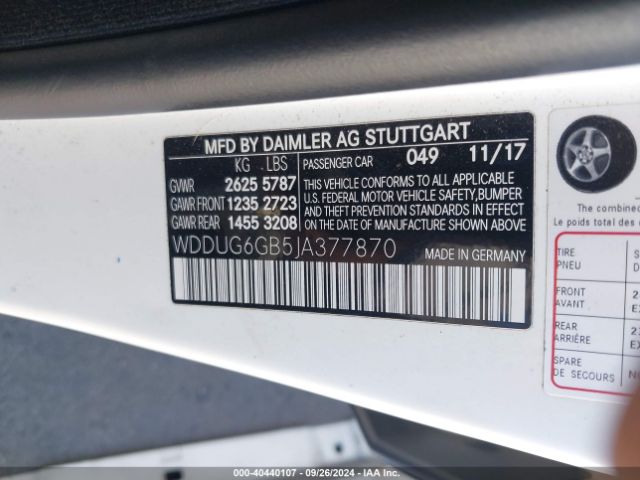 MFD BY DAIMLER AG STUTTGART
KG LBS PASSENGER CAR 049 11/17
GVWR 2625 5787
GAWR FRONT 1235 2723
GAWR REAR 1455 3208
THIS VEHICLE CONFORMS TO ALL APPLICABLE
U.S. FEDERAL MOTOR VEHICLE SAFETY,BUMPER
AND THEFT PREVENTION STANDARDS IN EFFECT
ON DATE OF MANUFACTURE SHOWN ABOVE
WDDUG6GB5JA377870 MADE IN GERMANY
The combined
Le poids total des
TIRE
PNEU
FRONT
AVANT
REAR
ARRIÈRE
SPARE
DE SECOURS
000-40440107 - 09/26/2024 - IAA Inc.